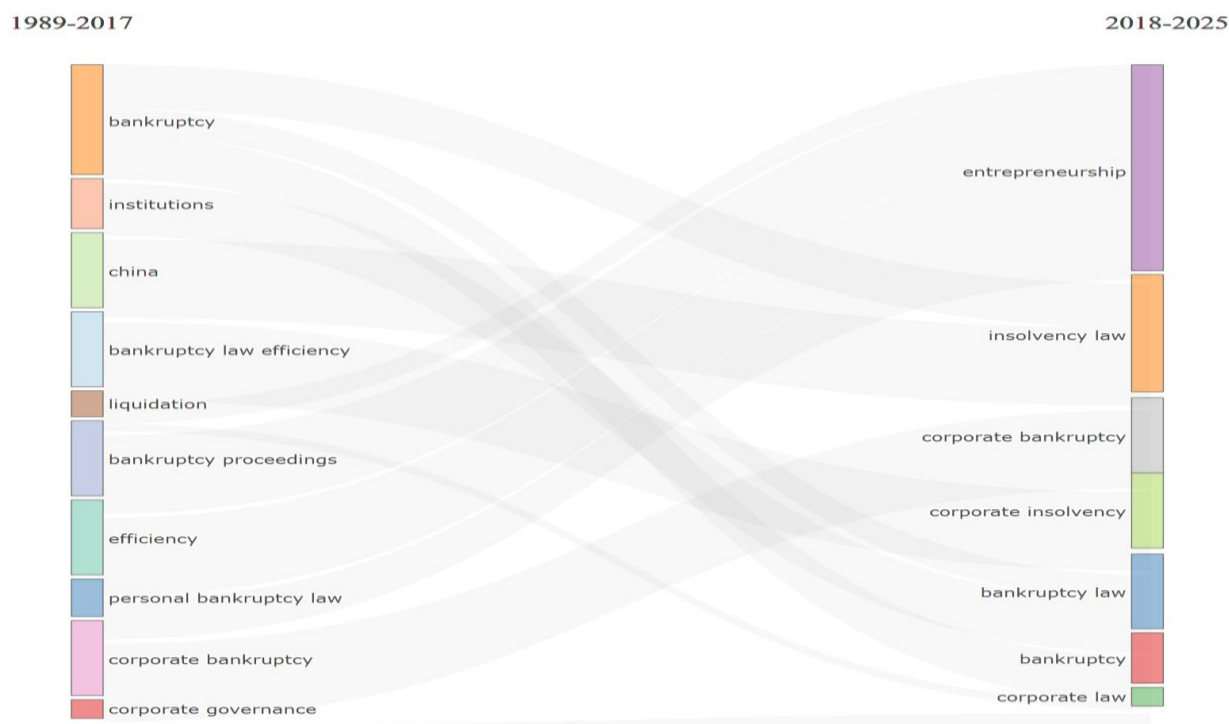 1989-2017
2018-2025
bankruptcy
institutions
china
bankruptcy law efficiency
liquidation
bankruptcy proceedings
efficiency
personal bankruptcy law
corporate bankruptcy
corporate governance
entrepreneurship
insolvency law
corporate bankruptcy
corporate insolvency
bankruptcy law
bankruptcy
corporate law